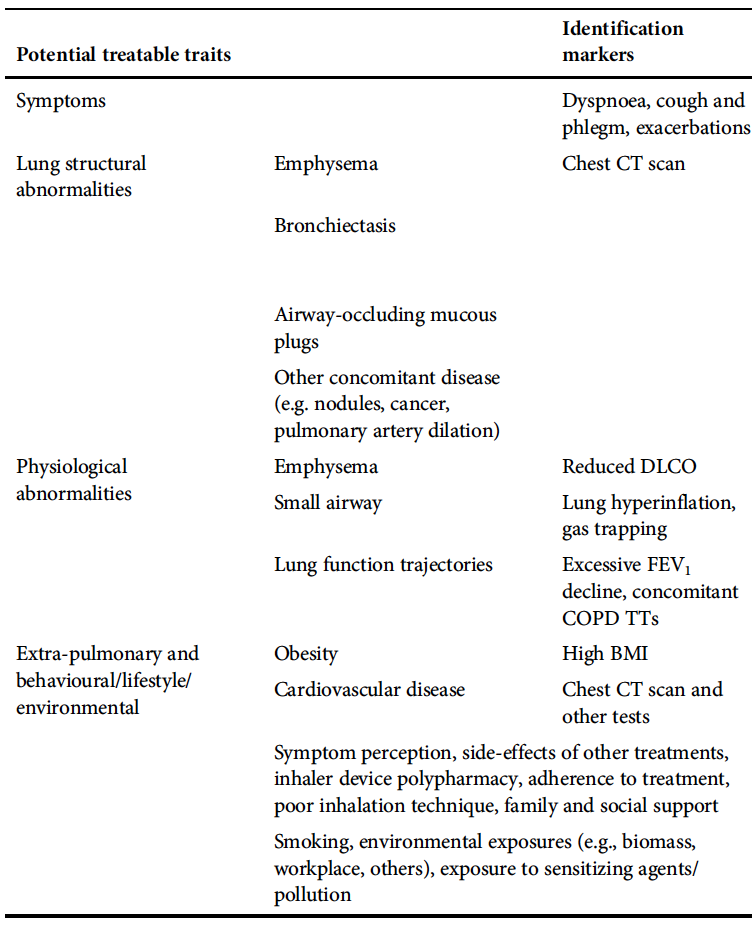 Potential treatable traits
Identification
markers
Symptoms
Dyspnoea, cough and
phlegm, exacerbations
Lung structural
abnormalities
Emphysema
Chest CT scan
Bronchiectasis
Airway-occluding mucous
plugs
Other concomitant disease
(e.g. nodules, cancer,
pulmonary artery dilation)
Physiological
abnormalities
Emphysema
Reduced DLCO
Small airway
Lung hyperinflation,
gas trapping
Lung function trajectories
Excessive FEV₁
decline, concomitant
COPD TTs
Extra-pulmonary and
behavioural/lifestyle/
environmental
Obesity
High BMI
Cardiovascular disease
Chest CT scan and
other tests
Symptom perception, side-effects of other treatments,
inhaler device polypharmacy, adherence to treatment,
poor inhalation technique, family and social support
Smoking, environmental exposures (e.g., biomass,
workplace, others), exposure to sensitizing agents/
pollution